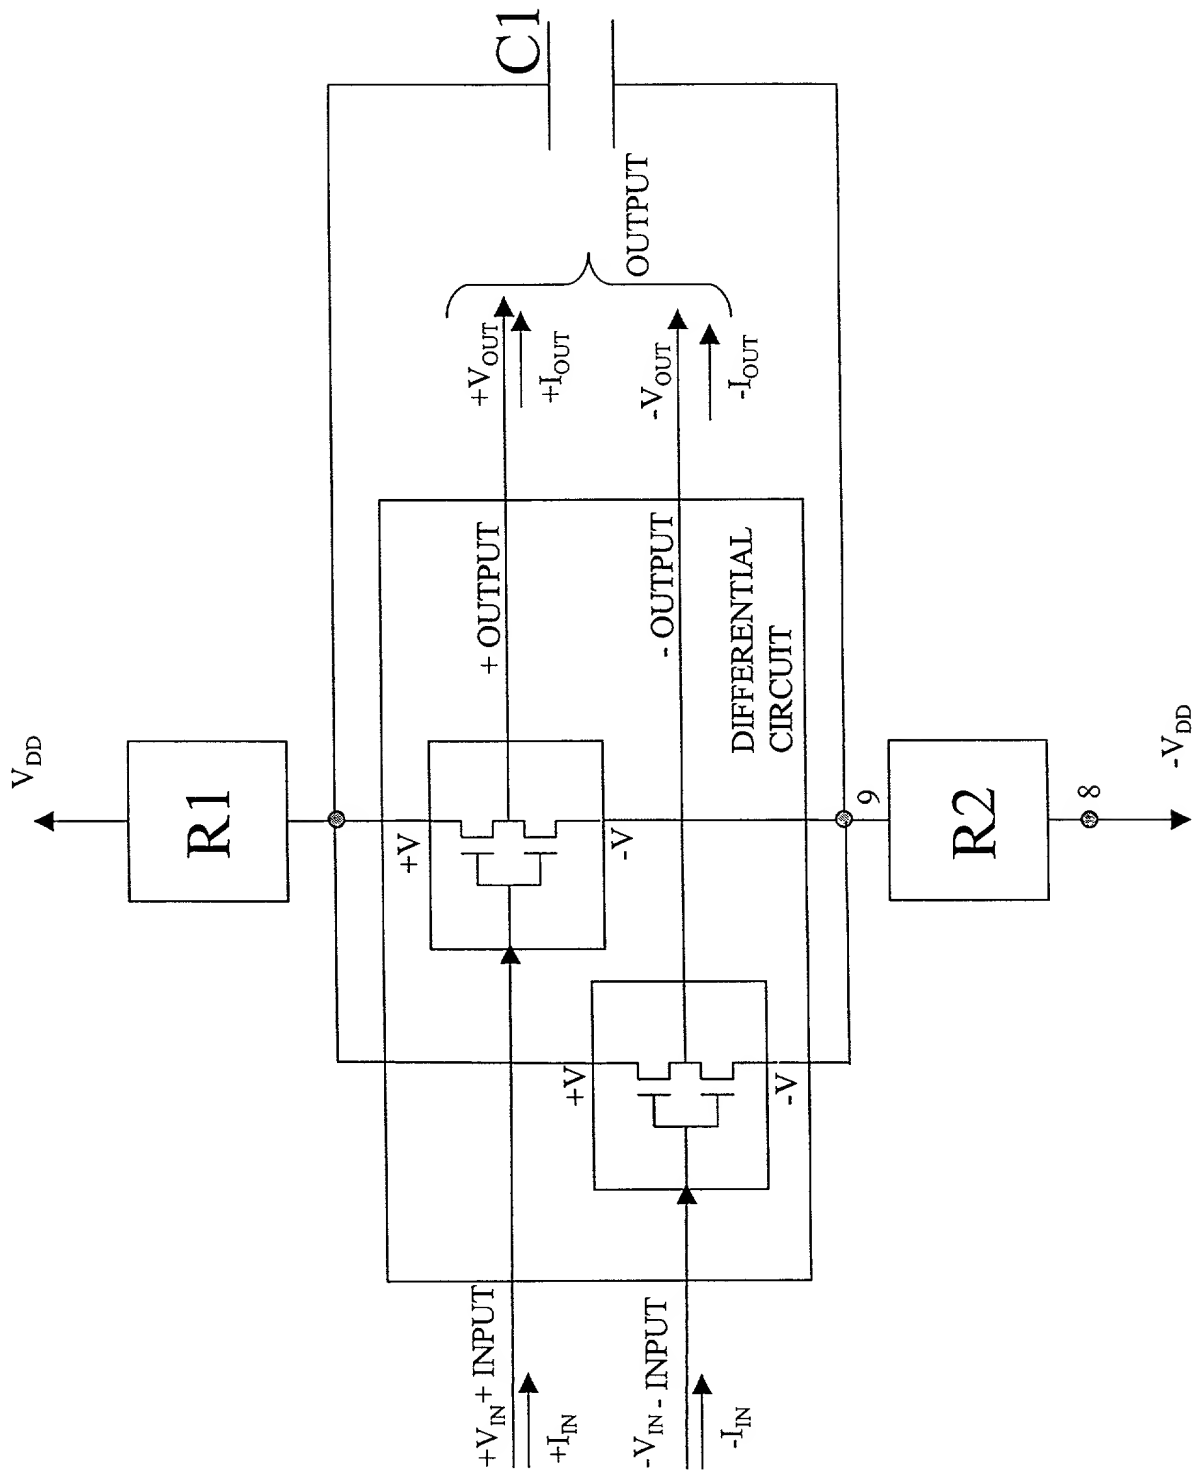 V_DD
R1
C1
+V
-V
+V
-V
+V_IN + INPUT
+I_IN
-V_IN - INPUT
-I_IN
+ OUTPUT
- OUTPUT
DIFFERENTIAL
CIRCUIT
+V_OUT
+I_OUT
-V_OUT
-I_OUT
OUTPUT
9
R2
8
-V_DD